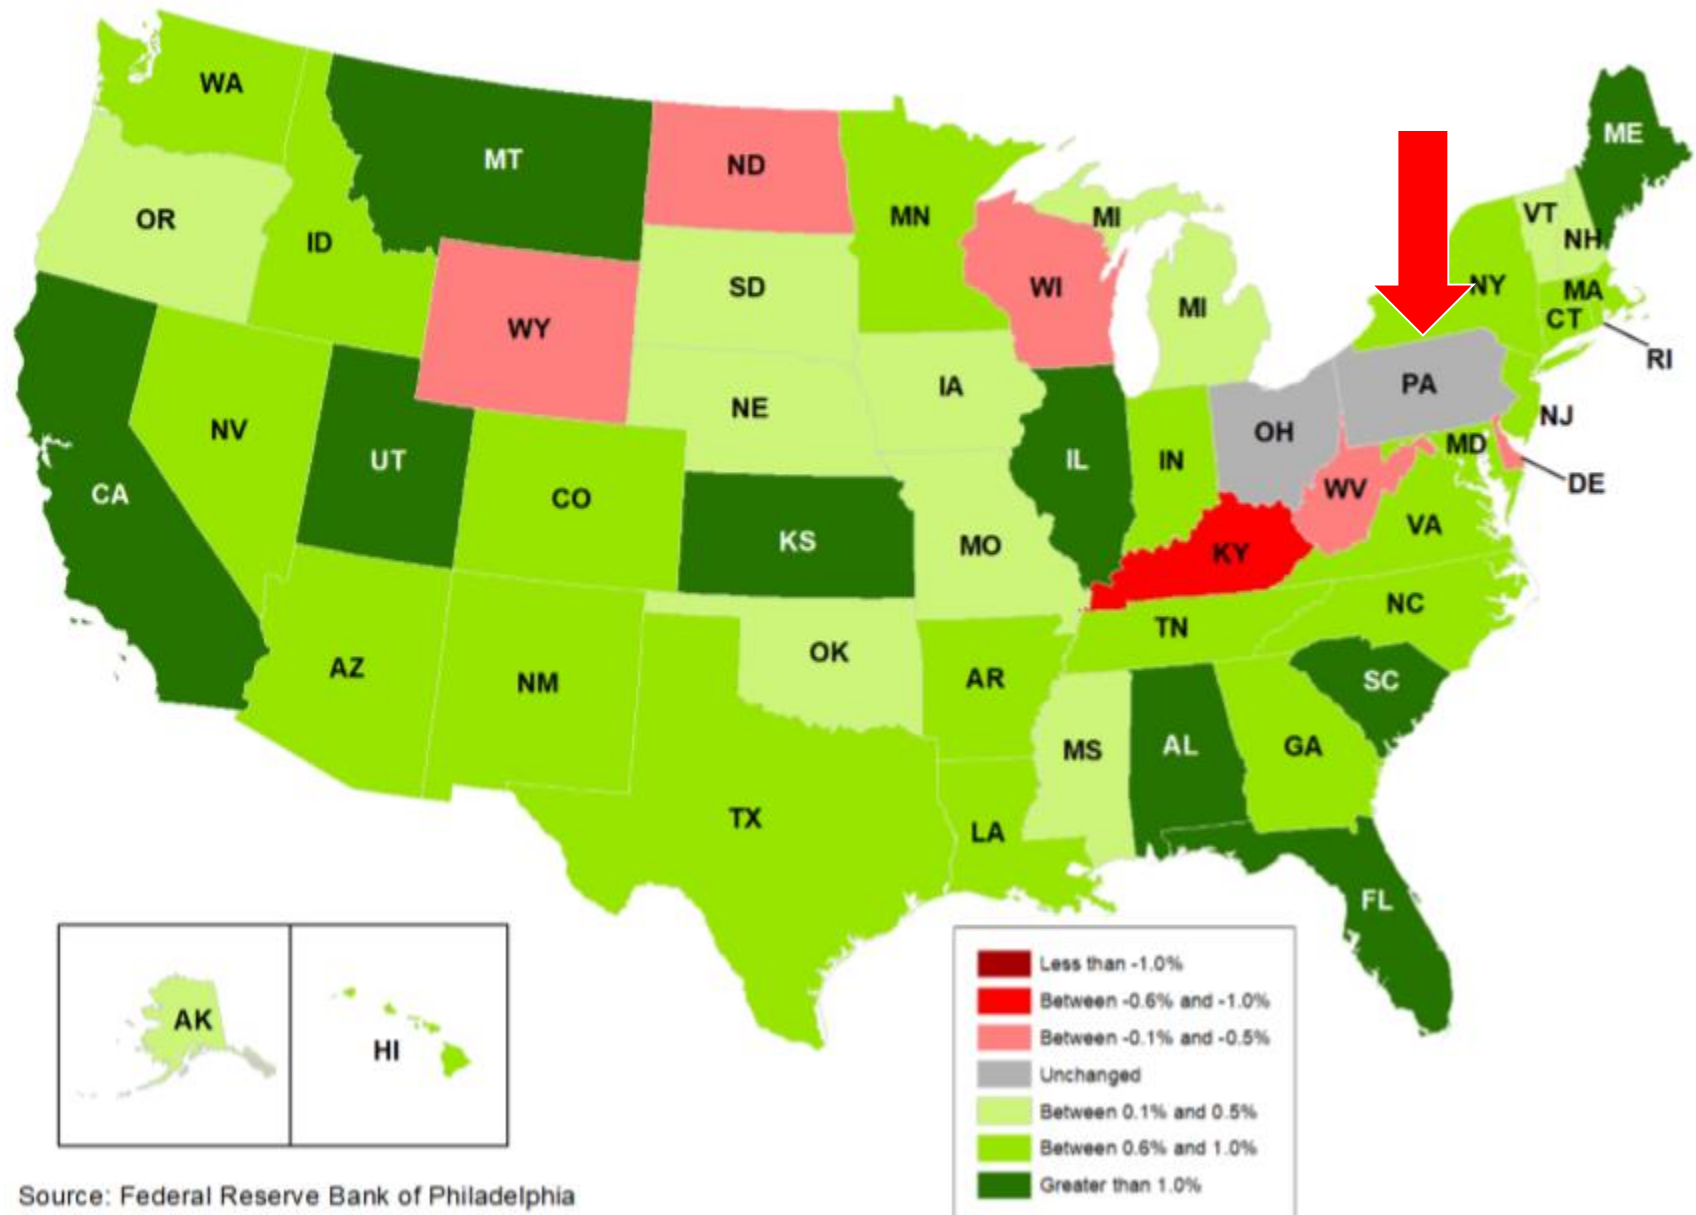 WA
MT
ND
MN
OR
ID
SD
WI
MI
MI
VT
NH
ME
NY
MA
CT
RI
WY
NE
IA
PA
NJ
NV
UT
CO
KS
MO
IL
IN
OH
WV
MD
DE
VA
CA
KY
AZ
NM
OK
AR
TN
NC
SC
TX
LA
MS
AL
GA
FL
AK
HI
Less than -1.0%
Between -0.6% and -1.0%
Between -0.1% and -0.5%
Unchanged
Between 0.1% and 0.5%
Between 0.6% and 1.0%
Greater than 1.0%
Source: Federal Reserve Bank of Philadelphia